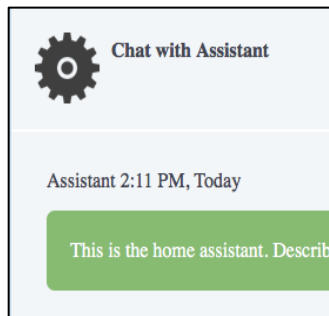 Chat with Assistant
Assistant 2:11 PM, Today
This is the home assistant. Describ